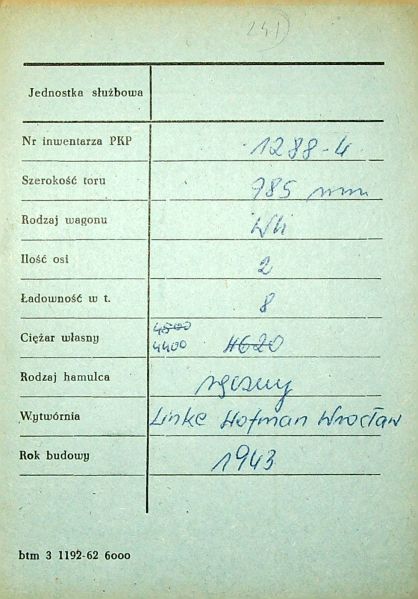 241
Jednostka służbowa
Nr inwentarza PKP 1288-4
Szerokość toru 785 mm
Rodzaj wagonu Wh
Ilość osi 2
Ładowność w t. 8
4500
Ciężar własny 4400 4620
Rodzaj hamulca ręczny
Wytwórnia Linke Hofman Wrocław
Rok budowy 1943
btm 3 1192-62 6000